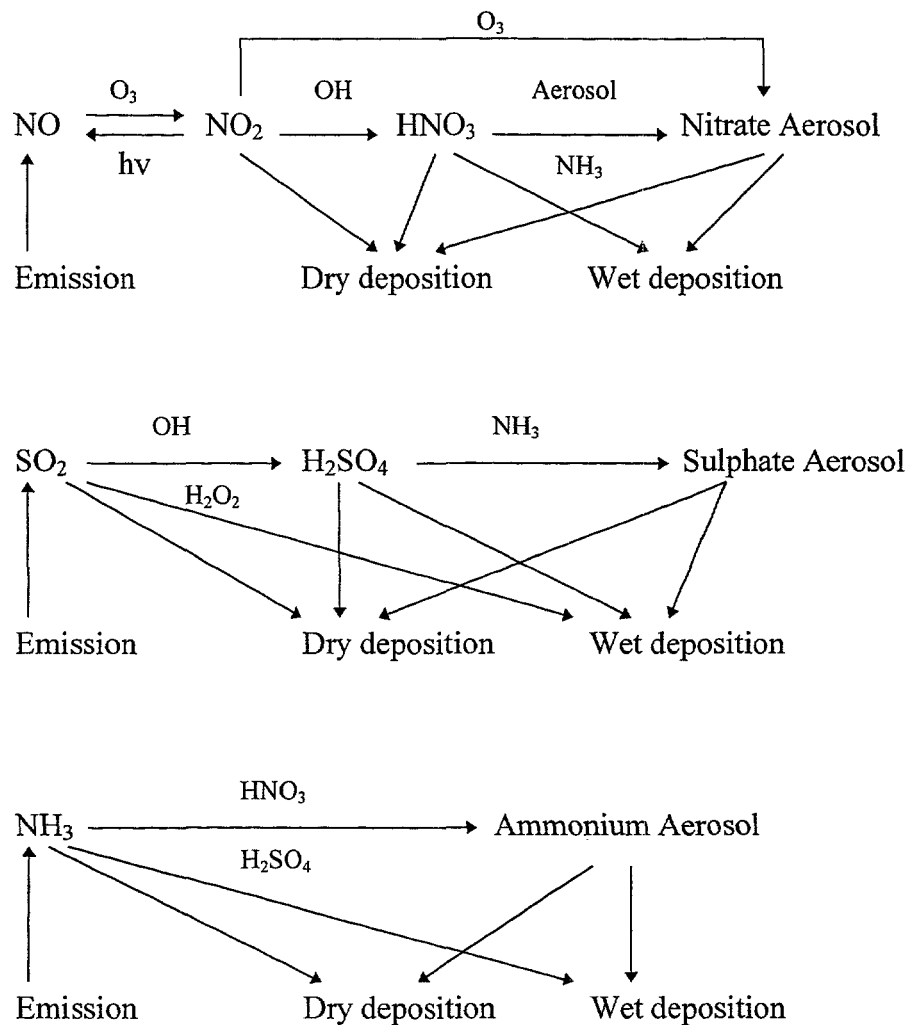 O₃
O₃ OH Aerosol
NO NO₂ HNO₃ Nitrate Aerosol
hv NH₃
Emission Dry deposition Wet deposition
OH NH₃
SO₂ H₂SO₄ Sulphate Aerosol
H₂O₂
Emission Dry deposition Wet deposition
HNO₃
NH₃ Ammonium Aerosol
H₂SO₄
Emission Dry deposition Wet deposition